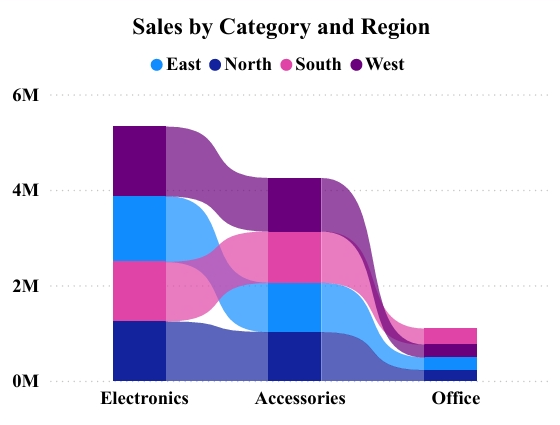 Sales by Category and Region
East North South West
6M
4M
2M
0M
Electronics Accessories Office